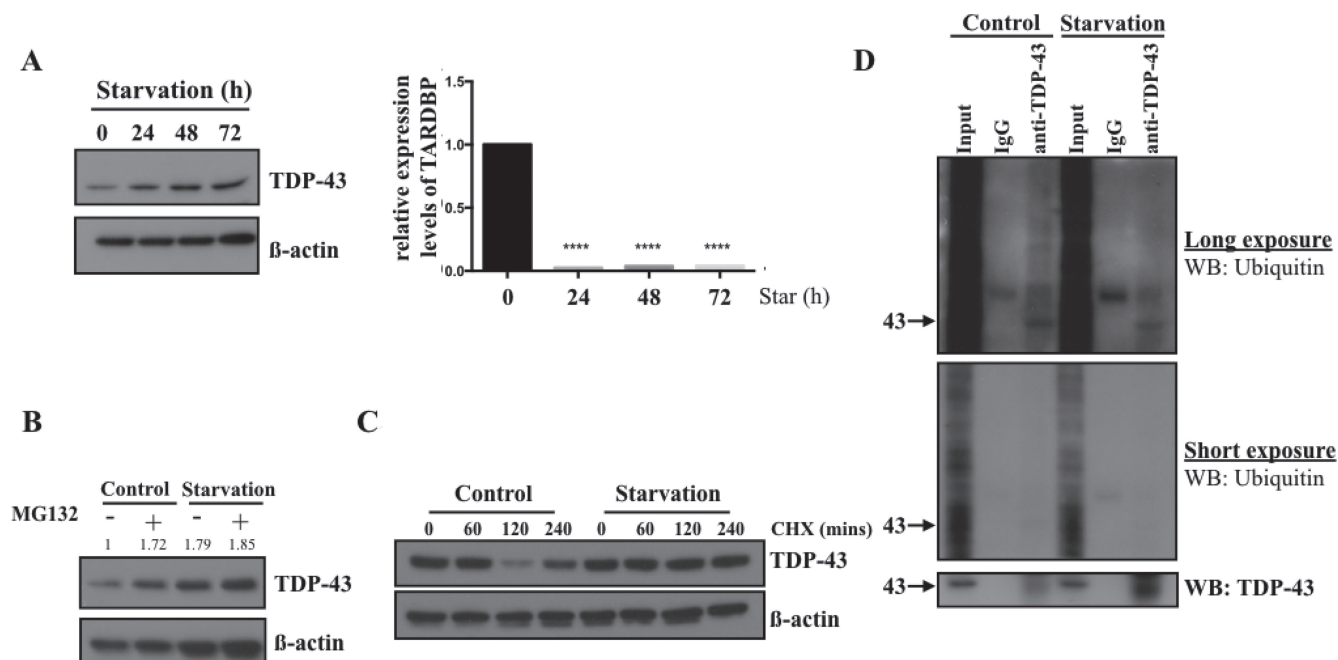 A
Starvation (h)
0 24 48 72
TDP-43
ß-actin
relative expression
levels of TARDBP
1.5
1.0
0.5
0.0
**** **** ****
0 24 48 72 Star (h)
B
Control Starvation
MG132 - + - +
1 1.72 1.79 1.85
TDP-43
ß-actin
C
Control Starvation
0 60 120 240 0 60 120 240 CHX (mins)
TDP-43
ß-actin
D
Control Starvation
Input IgG anti-TDP-43 Input IgG anti-TDP-43
Long exposure
WB: Ubiquitin
43
Short exposure
WB: Ubiquitin
43
43 WB: TDP-43